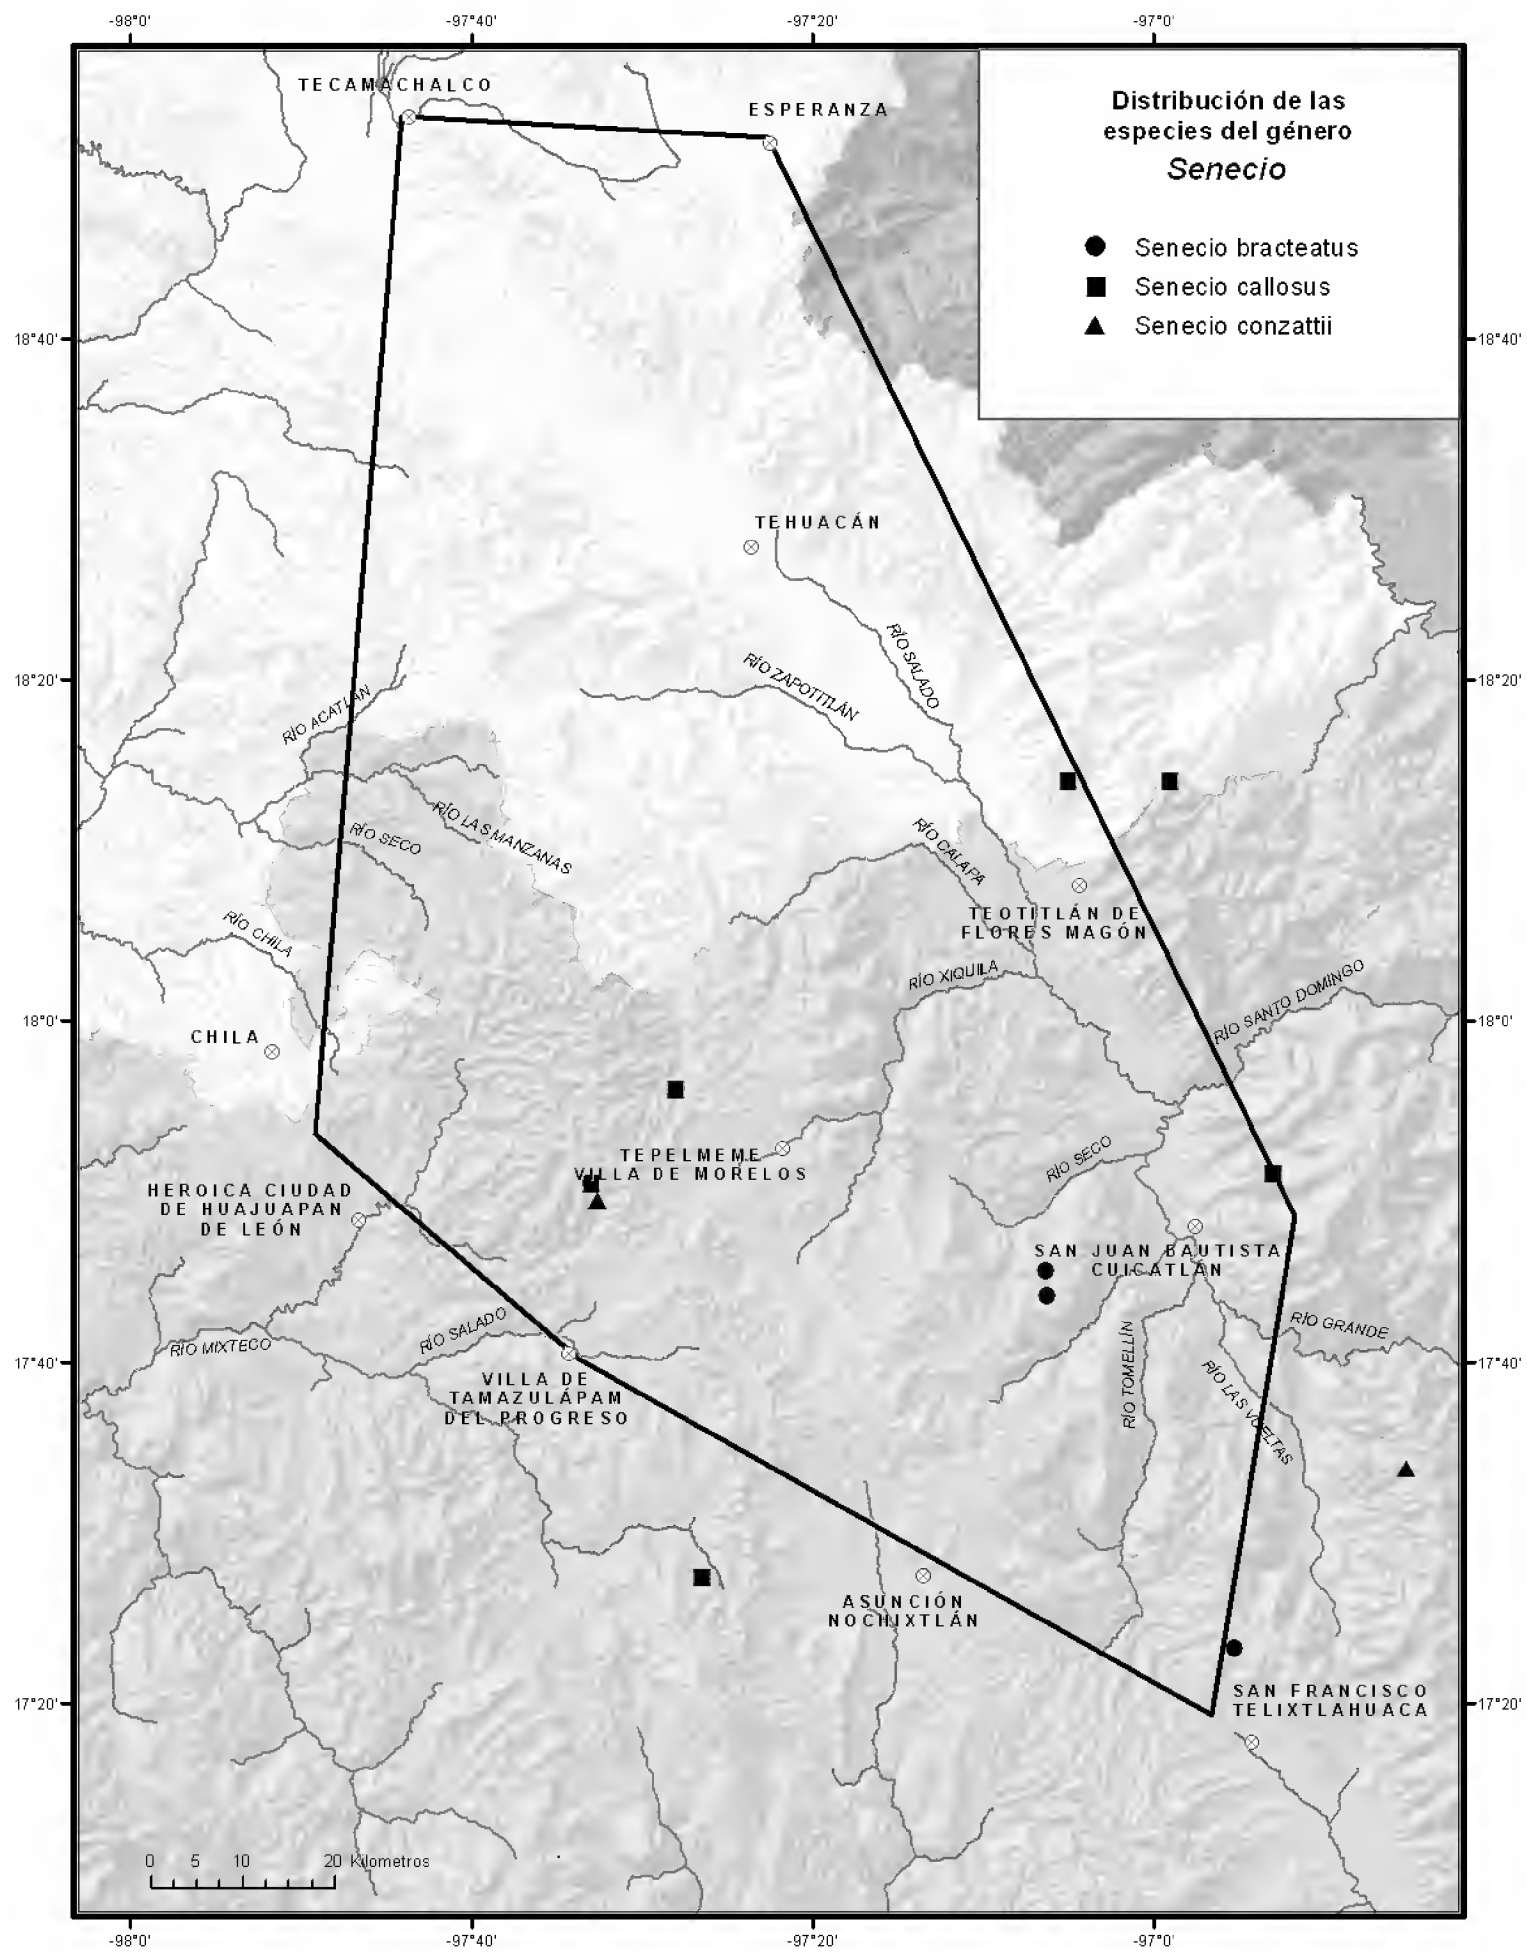 -98°0'
-97°40'
-97°20'
-97°0'
TECAMACHALCO
ESPERANZA
Distribución de las
especies del género
Senecio
Senecio bracteatus
Senecio callosus
Senecio conzattii
18°40'
18°40'
TEHUACÁN
RÍO SALADO
RÍO ZAPOTITLÁN
18°20'
18°20'
RÍO ACATLÁN
RÍO LAS MANZANAS
RÍO SECO
RÍO CALAPA
TEOTITLÁN DE
FLORES MAGÓN
RÍO CHILA
RÍO XIQUILA
RÍO SANTO DOMINGO
18°0'
18°0'
CHILA
TEPELMEME
VILLA DE MORELOS
RÍO SECO
HEROICA CIUDAD
DE HUAJUAPAN
DE LEÓN
SAN JUAN BAUTISTA
CUICATLÁN
RÍO MIXTECO
RÍO SALADO
RÍO GRANDE
17°40'
17°40'
VILLA DE
TAMAZULÁPAM
DEL PROGRESO
RÍO TOMELLÍN
RÍO LAS VUELTAS
ASUNCIÓN
NOCHIXTLÁN
17°20'
17°20'
SAN FRANCISCO
TELIXTLAHUACA
0 5 10 20 Kilometros
-98°0'
-97°40'
-97°20'
-97°0'